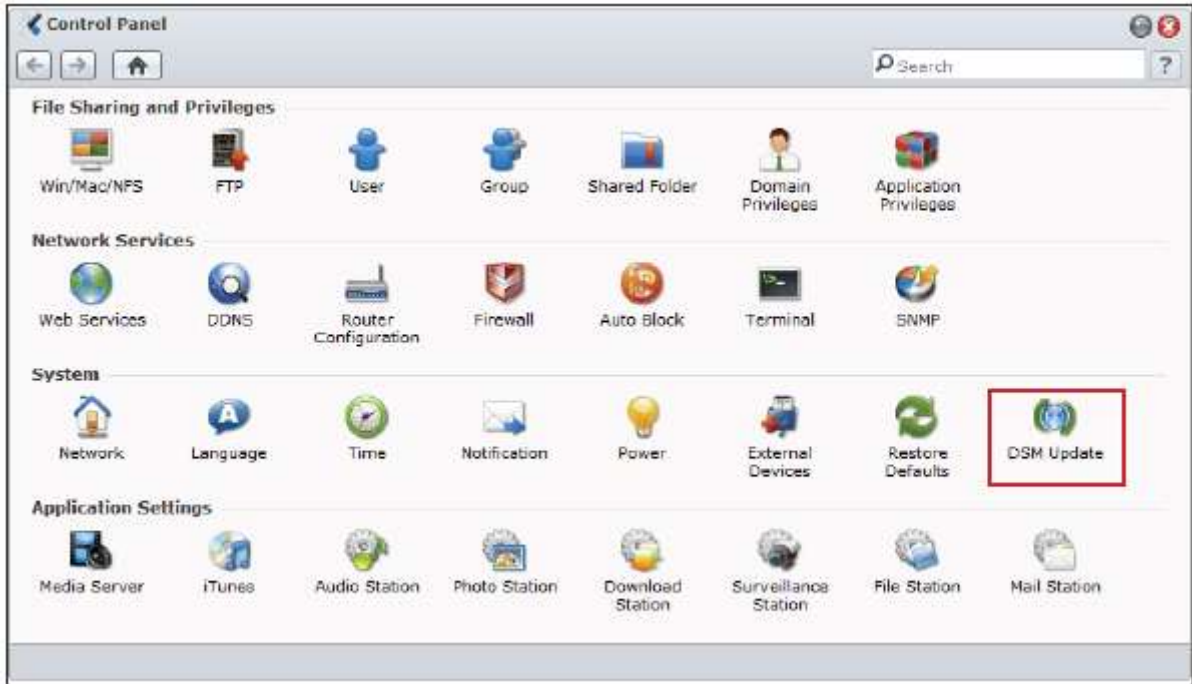 Control Panel
Search
?
File Sharing and Privileges
Win/Mac/NFS FTP User Group Shared Folder Domain Privileges Application Privileges
Network Services
Web Services DDNS Router Configuration Firewall Auto Block Terminal SNMP
System
Network Language Time Notification Power External Devices Restore Defaults DSM Update
Application Settings
Media Server iTunes Audio Station Photo Station Download Station Surveillance Station File Station Mail Station